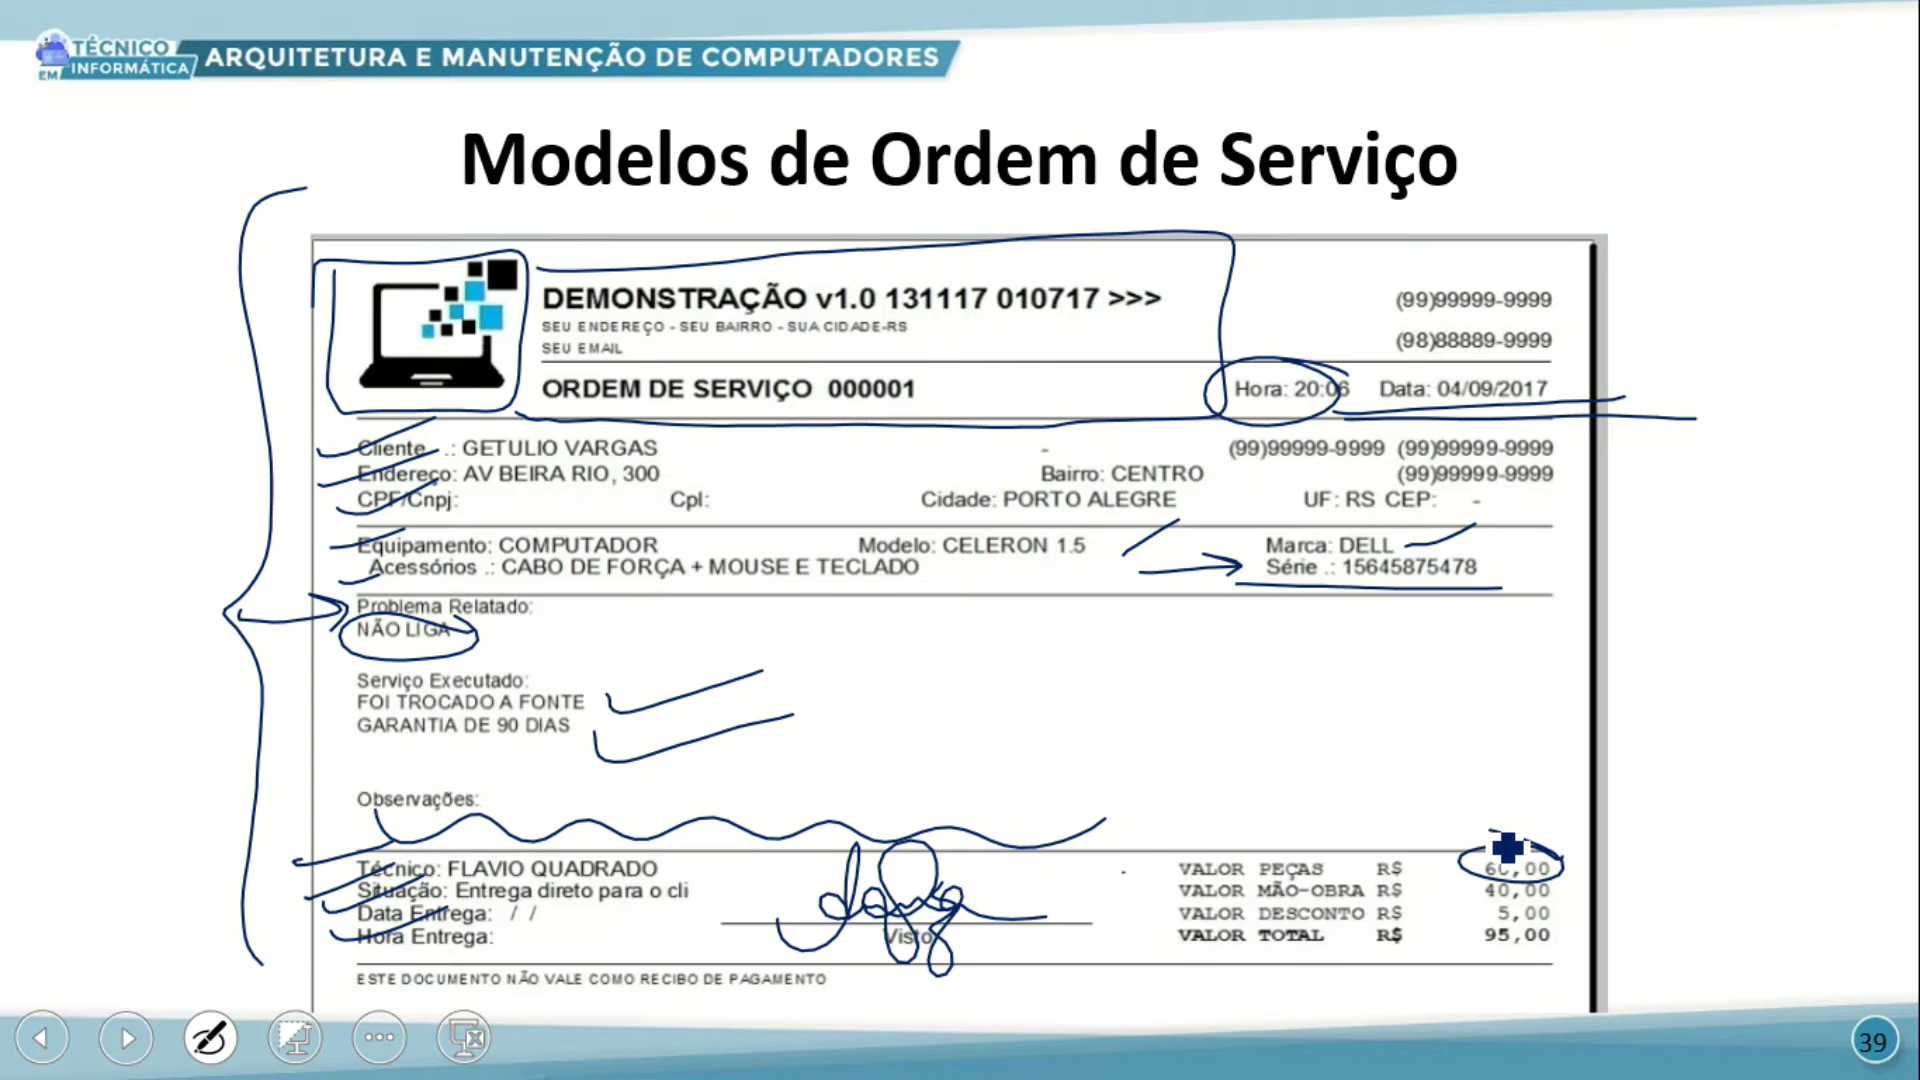 TÉCNICO
EM INFORMÁTICA
ARQUITETURA E MANUTENÇÃO DE COMPUTADORES
Modelos de Ordem de Serviço
DEMONSTRAÇÃO v1.0 131117 010717 >>> (99)99999-9999
SEU ENDEREÇO - SEU BAIRRO - SUA CIDADE-RS
SEU EMAIL (98)88889-9999
ORDEM DE SERVIÇO 000001 Hora: 20:06 Data: 04/09/2017
Cliente .: GETULIO VARGAS - (99)99999-9999 (99)99999-9999
Endereço: AV BEIRA RIO, 300 Bairro: CENTRO (99)99999-9999
CPF/Cnpj: Cpl: Cidade: PORTO ALEGRE UF: RS CEP: -
Equipamento: COMPUTADOR Modelo: CELERON 1.5 Marca: DELL
Acessórios .: CABO DE FORÇA + MOUSE E TECLADO Série .: 15645875478
Problema Relatado:
NÃO LIGA
Serviço Executado:
FOI TROCADO A FONTE
GARANTIA DE 90 DIAS
Observações:
Técnico: FLAVIO QUADRADO VALOR PEÇAS R$ 60,00
Situação: Entrega direto para o cli VALOR MÃO-OBRA R$ 40,00
Data Entrega: / / VALOR DESCONTO R$ 5,00
Hora Entrega: Visto VALOR TOTAL R$ 95,00
ESTE DOCUMENTO NÃO VALE COMO RECIBO DE PAGAMENTO
39